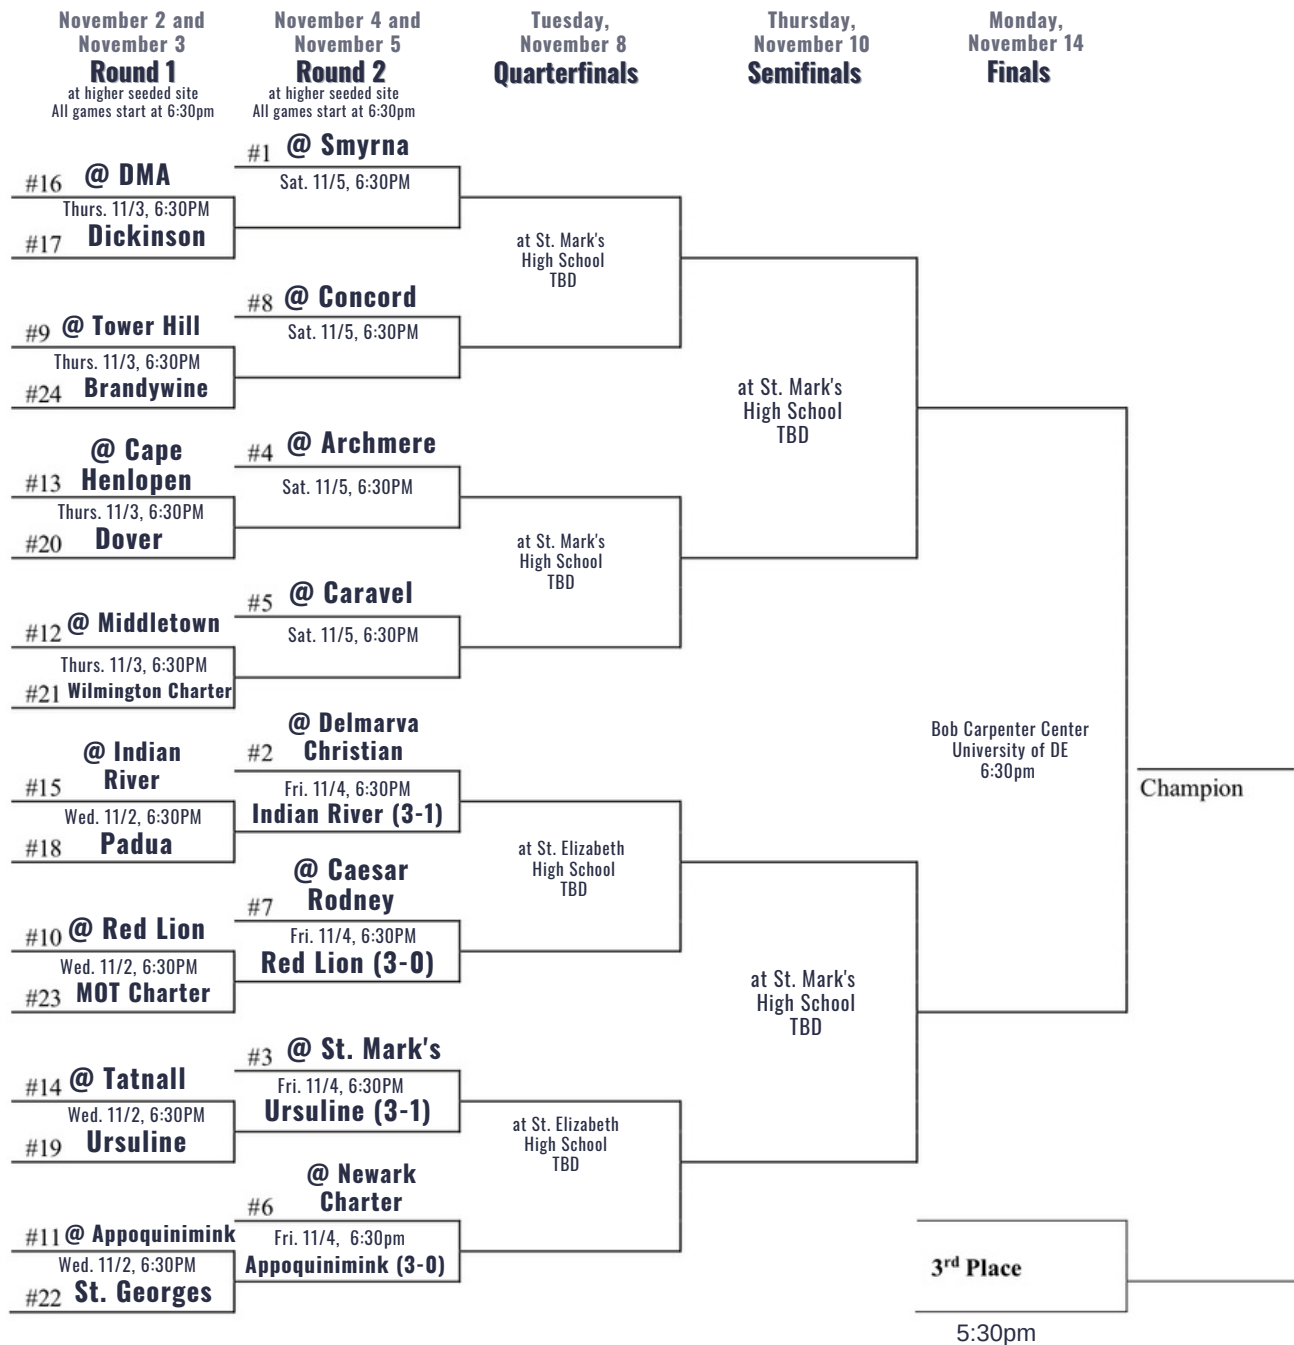 November 2 and
November 3
Round 1
at higher seeded site
All games start at 6:30pm
November 4 and
November 5
Round 2
at higher seeded site
All games start at 6:30pm
Tuesday,
November 8
Quarterfinals
Thursday,
November 10
Semifinals
Monday,
November 14
Finals
#16 @ DMA
Thurs. 11/3, 6:30PM
#17 Dickinson
#9 @ Tower Hill
Thurs. 11/3, 6:30PM
#24 Brandywine
@ Cape
#13 Henlopen
Thurs. 11/3, 6:30PM
#20 Dover
#12 @ Middletown
Thurs. 11/3, 6:30PM
#21 Wilmington Charter
@ Indian
River
#15
Wed. 11/2, 6:30PM
#18 Padua
#10 @ Red Lion
Wed. 11/2, 6:30PM
#23 MOT Charter
#14 @ Tatnall
Wed. 11/2, 6:30PM
#19 Ursuline
#11 @ Appoquinimink
Wed. 11/2, 6:30PM
#22 St. Georges
#1 @ Smyrna
Sat. 11/5, 6:30PM
#8 @ Concord
Sat. 11/5, 6:30PM
#4 @ Archmere
Sat. 11/5, 6:30PM
#5 @ Caravel
Sat. 11/5, 6:30PM
@ Delmarva
#2 Christian
Fri. 11/4, 6:30PM
Indian River (3-1)
@ Caesar
Rodney
#7
Fri. 11/4, 6:30PM
Red Lion (3-0)
#3 @ St. Mark's
Fri. 11/4, 6:30PM
Ursuline (3-1)
@ Newark
Charter
#6
Fri. 11/4, 6:30pm
Appoquinimink (3-0)
at St. Mark's
High School
TBD
at St. Mark's
High School
TBD
at St. Elizabeth
High School
TBD
at St. Elizabeth
High School
TBD
at St. Mark's
High School
TBD
at St. Mark's
High School
TBD
Bob Carpenter Center
University of DE
6:30pm
Champion
3rd Place
5:30pm